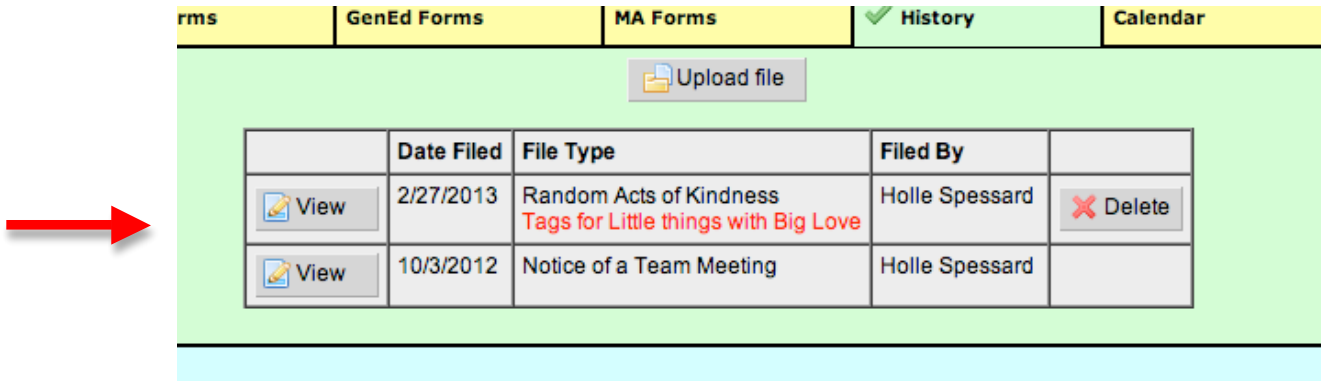 rms GenEd Forms MA Forms History Calendar
Upload file
Date Filed File Type Filed By
View 2/27/2013 Random Acts of Kindness Holle Spessard Delete
Tags for Little things with Big Love
View 10/3/2012 Notice of a Team Meeting Holle Spessard